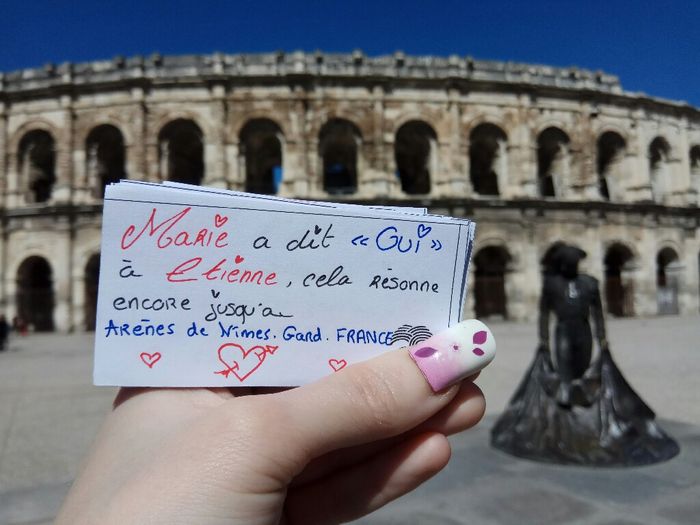 Marie a dit « Oui »
à Etienne, cela résonne
encore jusqu'a
Arènes de Nimes. Gard. FRANCE